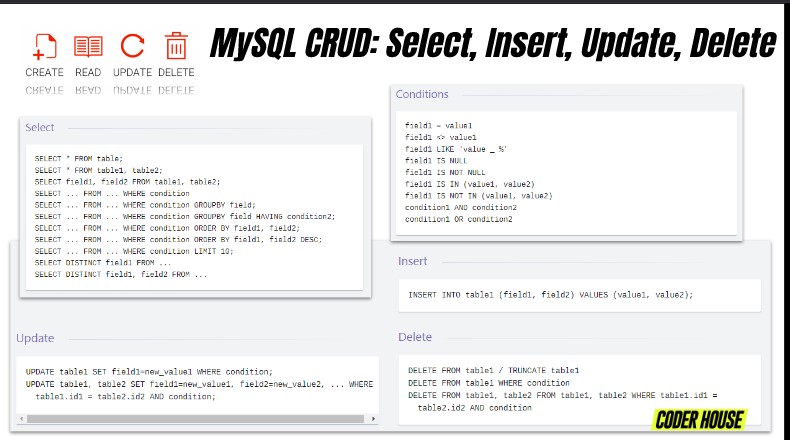 MySQL CRUD: Select, Insert, Update, Delete
CREATE READ UPDATE DELETE
CREATE READ UPDATE DELETE
Select
SELECT * FROM table;
SELECT * FROM table1, table2;
SELECT field1, field2 FROM table1, table2;
SELECT ... FROM ... WHERE condition
SELECT ... FROM ... WHERE condition GROUPBY field;
SELECT ... FROM ... WHERE condition GROUPBY field HAVING condition2;
SELECT ... FROM ... WHERE condition ORDER BY field1, field2;
SELECT ... FROM ... WHERE condition ORDER BY field1, field2 DESC;
SELECT ... FROM ... WHERE condition LIMIT 10;
SELECT DISTINCT field1 FROM ...
SELECT DISTINCT field1, field2 FROM ...
Conditions
field1 = value1
field1 <> value1
field1 LIKE 'value _ %'
field1 IS NULL
field1 IS NOT NULL
field1 IS IN (value1, value2)
field1 IS NOT IN (value1, value2)
condition1 AND condition2
condition1 OR condition2
Insert
INSERT INTO table1 (field1, field2) VALUES (value1, value2);
Update
UPDATE table1 SET field1=new_value1 WHERE condition;
UPDATE table1, table2 SET field1=new_value1, field2=new_value2, ... WHERE
table1.id1 = table2.id2 AND condition;
Delete
DELETE FROM table1 / TRUNCATE table1
DELETE FROM table1 WHERE condition
DELETE FROM table1, table2 FROM table1, table2 WHERE table1.id1 =
table2.id2 AND condition
CODER HOUSE